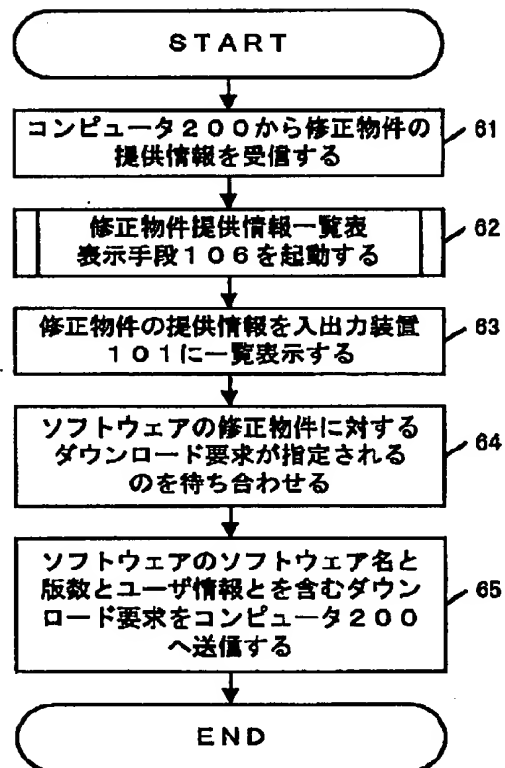 START
コンピュータ200から修正物件の
提供情報を受信する
61
修正物件提供情報一覧表
表示手段106を起動する
62
修正物件の提供情報を入出力装置
101に一覧表示する
63
ソフトウェアの修正物件に対する
ダウンロード要求が指定される
のを待ち合わせる
64
ソフトウェアのソフトウェア名と
版数とユーザ情報とを含むダウン
ロード要求をコンピュータ200
へ送信する
65
END